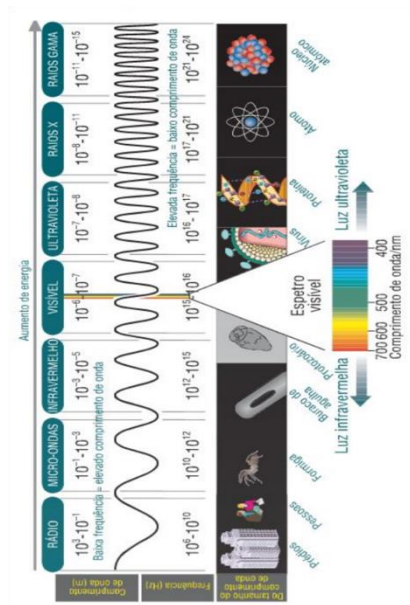 Aumento de energia
RÁDIO
MICRO-ONDAS
INFRAVERMELHO
VISÍVEL
ULTRAVIOLETA
RAIOS X
RAIOS GAMA
Comprimento
de onda (m)
10³-10⁻¹
10⁻¹-10⁻³
10⁻³-10⁻⁵
10⁻⁶-10⁻⁷
10⁻⁷-10⁻⁸
10⁻⁸-10⁻¹¹
10⁻¹¹-10⁻¹⁵
Baixa frequência = elevado comprimento de onda
Elevada frequência = baixo comprimento de onda
Frequência (Hz)
10⁶-10¹⁰
10¹⁰-10¹²
10¹²-10¹⁵
10¹⁵-10¹⁶
10¹⁶-10¹⁷
10¹⁷-10²¹
10²¹-10²⁴
Do tamanho do
comprimento
de onda
Prédios
Pessoas
Formiga
Buraco de
agulha
Protozoário
Vírus
Proteína
Átomo
Núcleo
atómico
Espetro
visível
700 600 500 400
Comprimento de onda/nm
Luz infravermelha
Luz ultravioleta